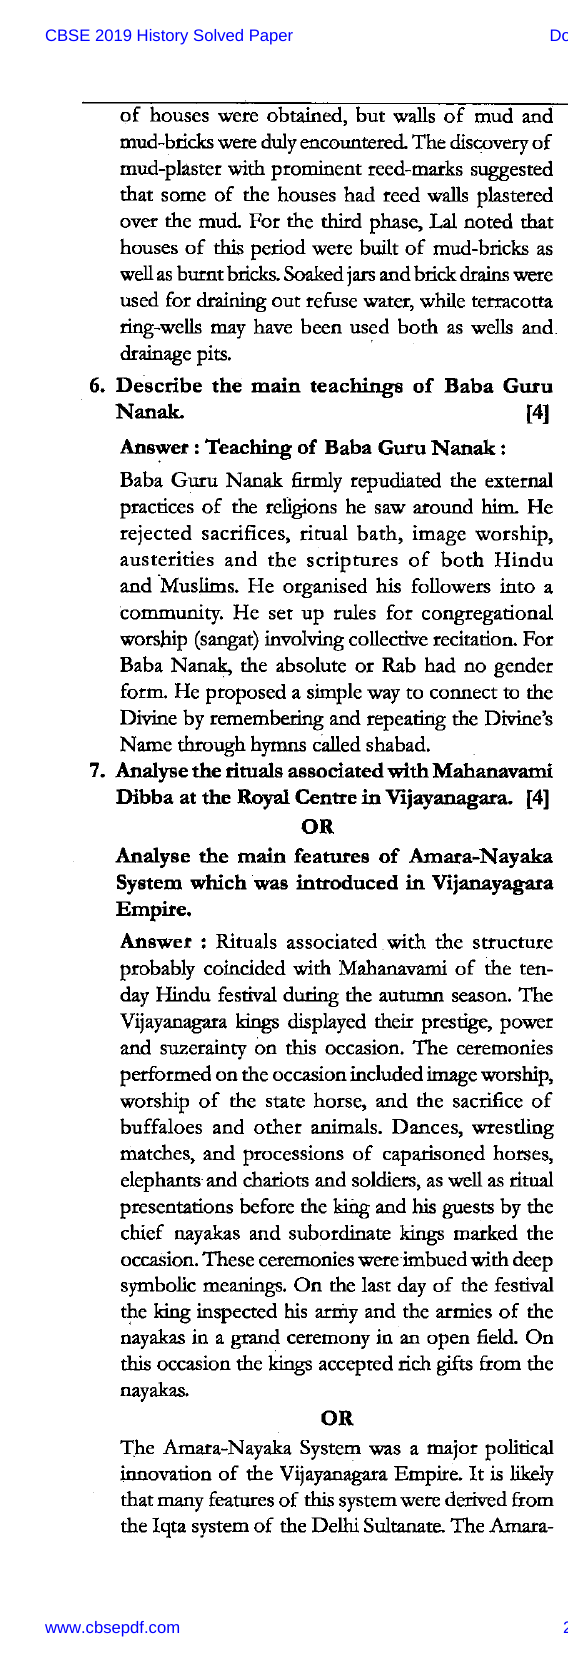 CBSE 2019 History Solved Paper
of houses were obtained, but walls of mud and
mud-bricks were duly encountered. The discovery of
mud-plaster with prominent reed-marks suggested
that some of the houses had reed walls plastered
over the mud. For the third phase, Lal noted that
houses of this period were built of mud-bricks as
well as burnt bricks. Soaked jars and brick drains were
used for draining out refuse water, while terracotta
ring-wells may have been used both as wells and
drainage pits.
6. Describe the main teachings of Baba Guru
Nanak. [4]
Answer : Teaching of Baba Guru Nanak :
Baba Guru Nanak firmly repudiated the external
practices of the religions he saw around him. He
rejected sacrifices, ritual bath, image worship,
austerities and the scriptures of both Hindu
and Muslims. He organised his followers into a
community. He set up rules for congregational
worship (sangat) involving collective recitation. For
Baba Nanak, the absolute or Rab had no gender
form. He proposed a simple way to connect to the
Divine by remembering and repeating the Divine's
Name through hymns called shabad.
7. Analyse the rituals associated with Mahanavami
Dibba at the Royal Centre in Vijayanagara. [4]
OR
Analyse the main features of Amara-Nayaka
System which was introduced in Vijanayagara
Empire.
Answer : Rituals associated with the structure
probably coincided with Mahanavami of the ten-
day Hindu festival during the autumn season. The
Vijayanagara kings displayed their prestige, power
and suzerainty on this occasion. The ceremonies
performed on the occasion included image worship,
worship of the state horse, and the sacrifice of
buffaloes and other animals. Dances, wrestling
matches, and processions of caparisoned horses,
elephants and chariots and soldiers, as well as ritual
presentations before the king and his guests by the
chief nayakas and subordinate kings marked the
occasion. These ceremonies were imbued with deep
symbolic meanings. On the last day of the festival
the king inspected his army and the armies of the
nayakas in a grand ceremony in an open field. On
this occasion the kings accepted rich gifts from the
nayakas.
OR
The Amara-Nayaka System was a major political
innovation of the Vijayanagara Empire. It is likely
that many features of this system were derived from
the Iqta system of the Delhi Sultanate. The Amara-
www.cbsepdf.com